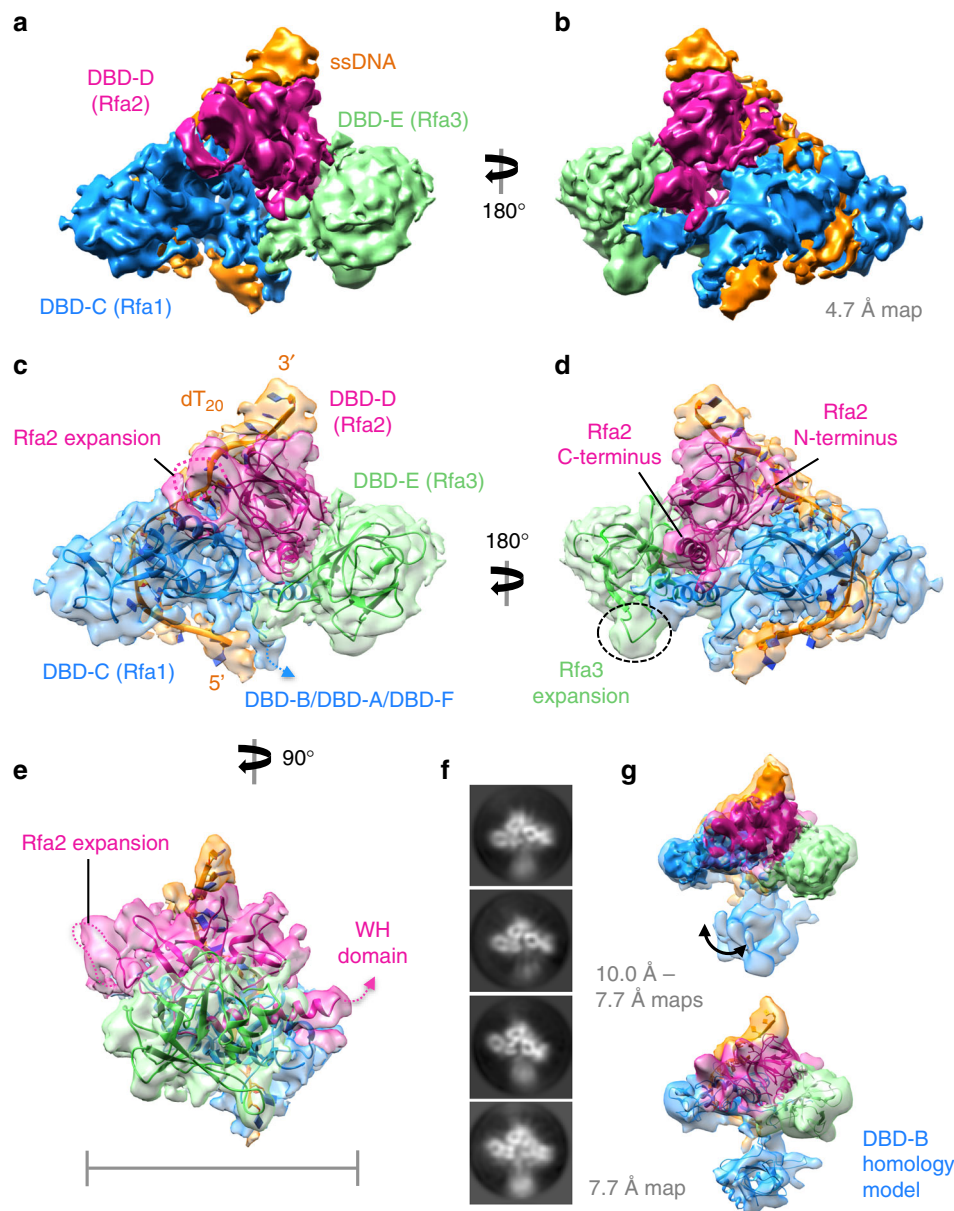 a
ssDNA
DBD-D
(Rfa2)
DBD-E (Rfa3)
DBD-C (Rfa1)
180°
b
4.7 Å map
c
3′
dT₂₀
DBD-D
(Rfa2)
Rfa2 expansion
DBD-E (Rfa3)
DBD-C (Rfa1)
5'
DBD-B/DBD-A/DBD-F
180°
d
Rfa2
C-terminus
Rfa2
N-terminus
Rfa3
expansion
90°
e
Rfa2 expansion
WH
domain
f
g
10.0 Å –
7.7 Å maps
7.7 Å map
DBD-B
homology
model